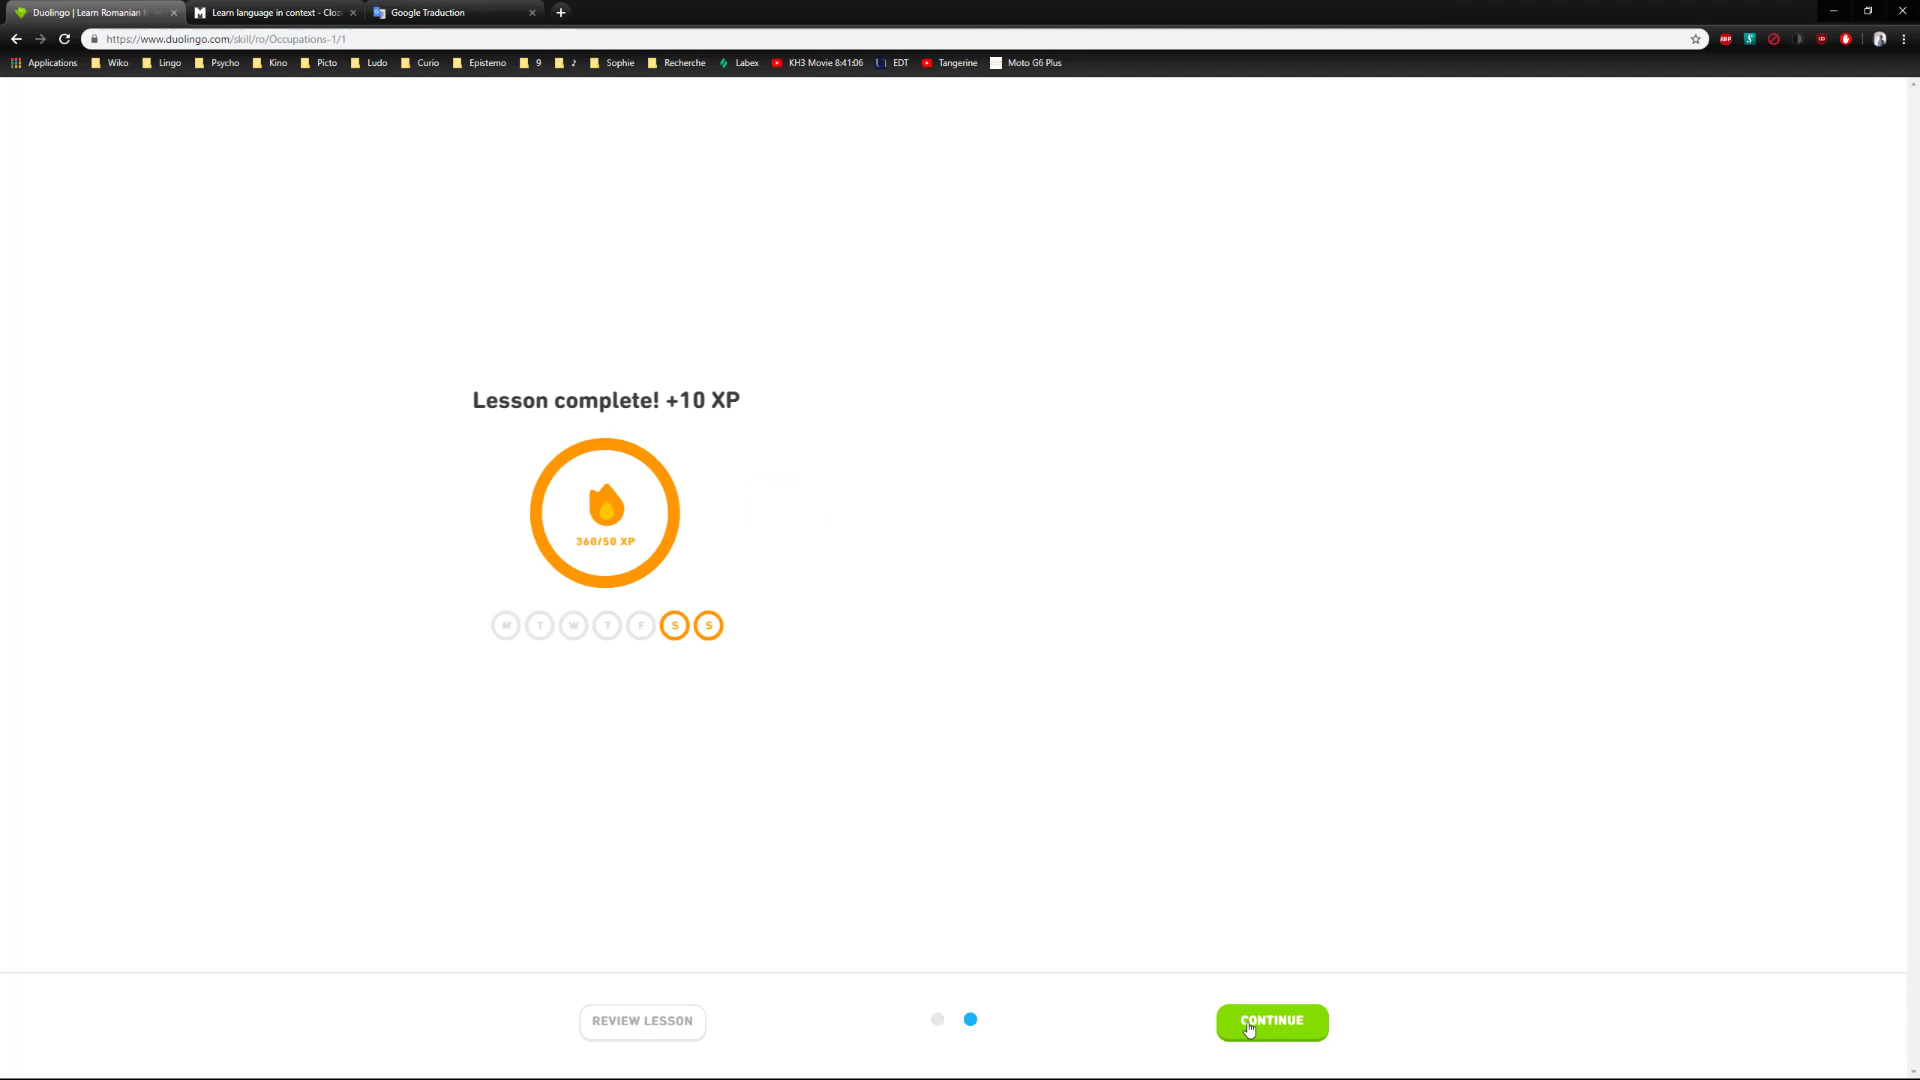 Duolingo | Learn Romanian
Learn language in context - Cloz
Google Traduction
https://www.duolingo.com/skill/ro/Occupations-1/1
Applications Wiko Lingo Psycho Kino Picto Ludo Curio Epistemo 9 ♪ Sophie Recherche Labex KH3 Movie 8:41:06 EDT Tangerine Moto G6 Plus
Lesson complete! +10 XP
360/50 XP
M T W T F S S
REVIEW LESSON
CONTINUE